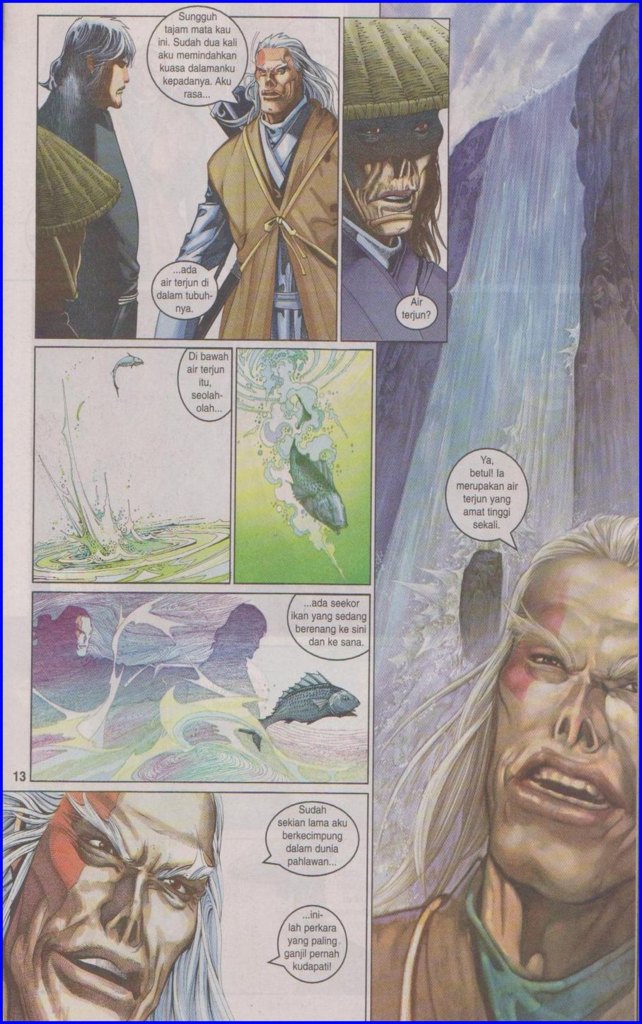 Sungguh
tajam mata kau
ini. Sudah dua kali
aku memindahkan
kuasa dalamanku
kepadanya. Aku
rasa...
...ada
air terjun di
dalam tubuh-
nya.
Air
terjun?
Ya,
betul! Ia
merupakan air
terjun yang
amat tinggi
sekali.
Di bawah
air terjun
itu,
seolah-
olah...
...ada seekor
ikan yang sedang
berenang ke sini
dan ke sana.
Sudah
sekian lama aku
berkecimpung
dalam dunia
pahlawan...
...ini-
lah perkara
yang paling
ganjil pernah
kudapati!
13